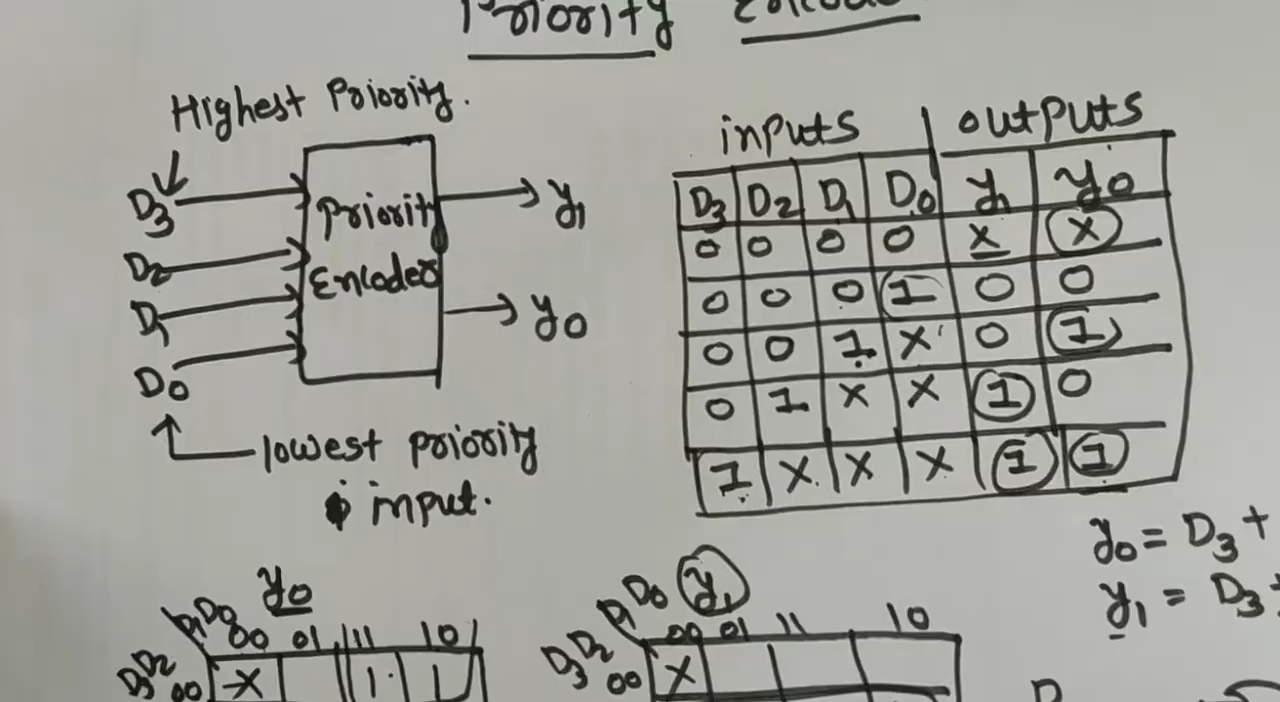 Priority Encoder
Highest Priority.
D3
D2
D1
D0
Priority
Encoder
y1
y0
lowest priority
input.
inputs outputs
D3 D2 D1 D0 y1 y0
0 0 0 0 x x
0 0 0 1 0 0
0 0 1 x 0 1
0 1 x x 1 0
1 x x x 1 1
y0 = D3 +
y1 = D3 +
y0
D1D0
00 01 11 10
D3D2
00 x 1 1
D1D0 y1
00 01 11 10
D3D2
00 x